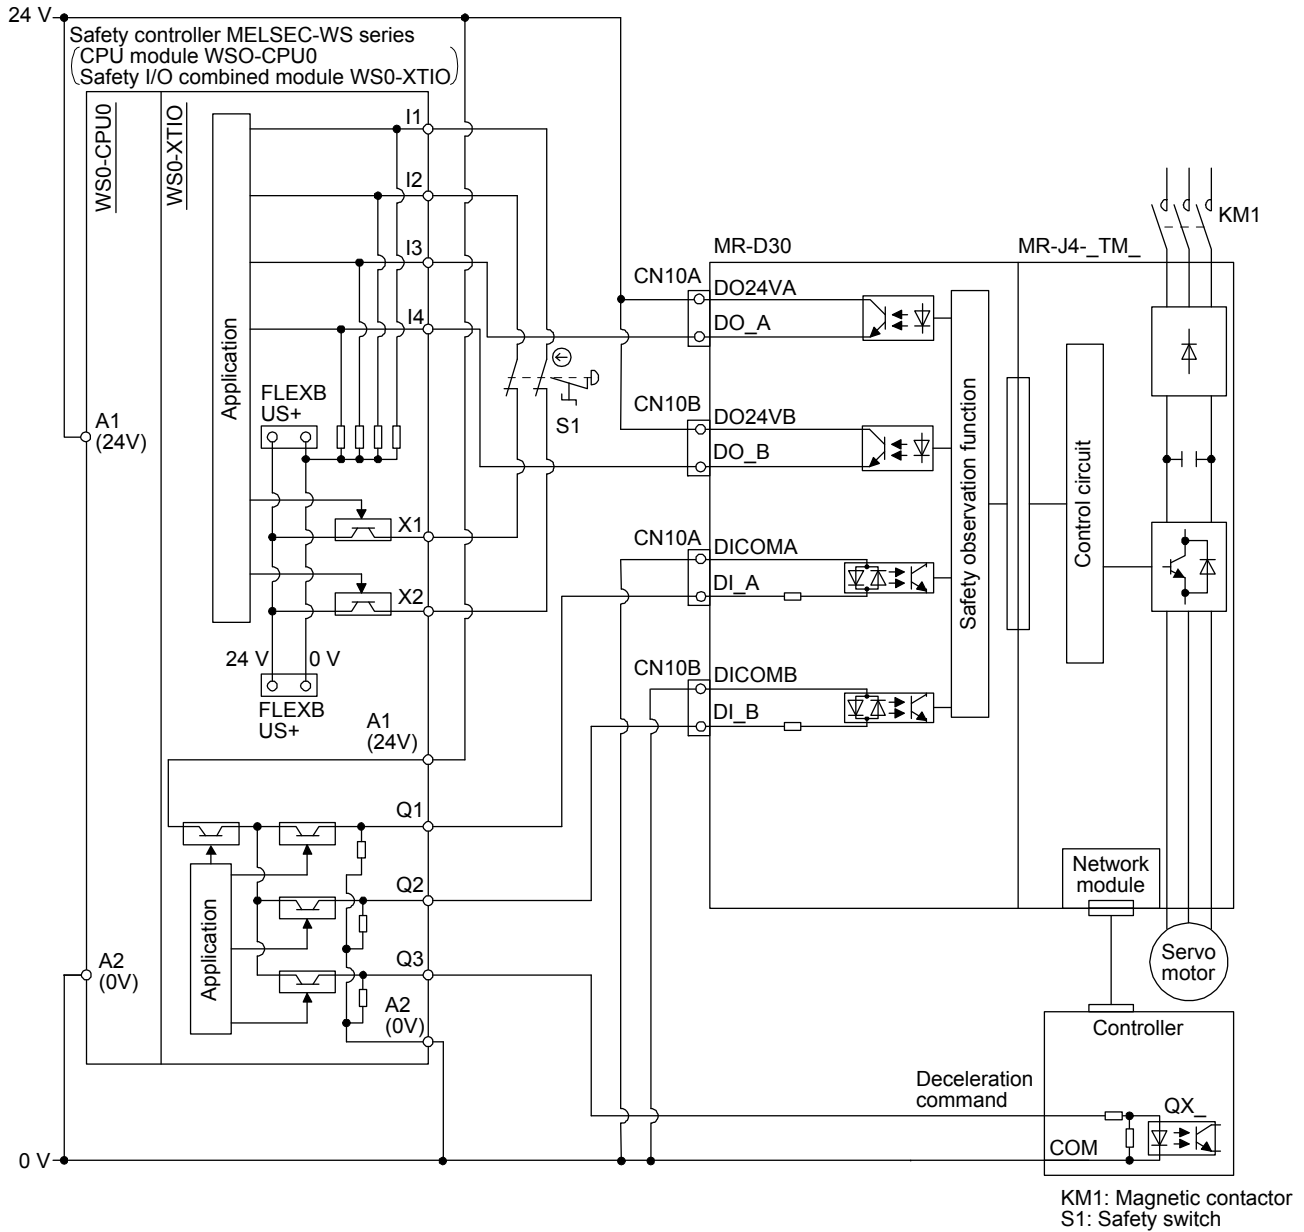 24 V
Safety controller MELSEC-WS series
CPU module WSO-CPU0
Safety I/O combined module WS0-XTIO
WS0-CPU0
WS0-XTIO
Application
I1
I2
I3
I4
FLEXB
US+
A1
(24V)
X1
X2
24 V
0 V
FLEXB
US+
A1
(24V)
Q1
Q2
Q3
Application
A2
(0V)
A2
(0V)
0 V
S1
MR-D30
MR-J4-_TM_
KM1
CN10A
DO24VA
DO_A
CN10B
DO24VB
DO_B
CN10A
DICOMA
DI_A
CN10B
DICOMB
DI_B
Safety observation function
Control circuit
Network
module
Servo
motor
Controller
Deceleration
command
QX_
COM
KM1: Magnetic contactor
S1: Safety switch